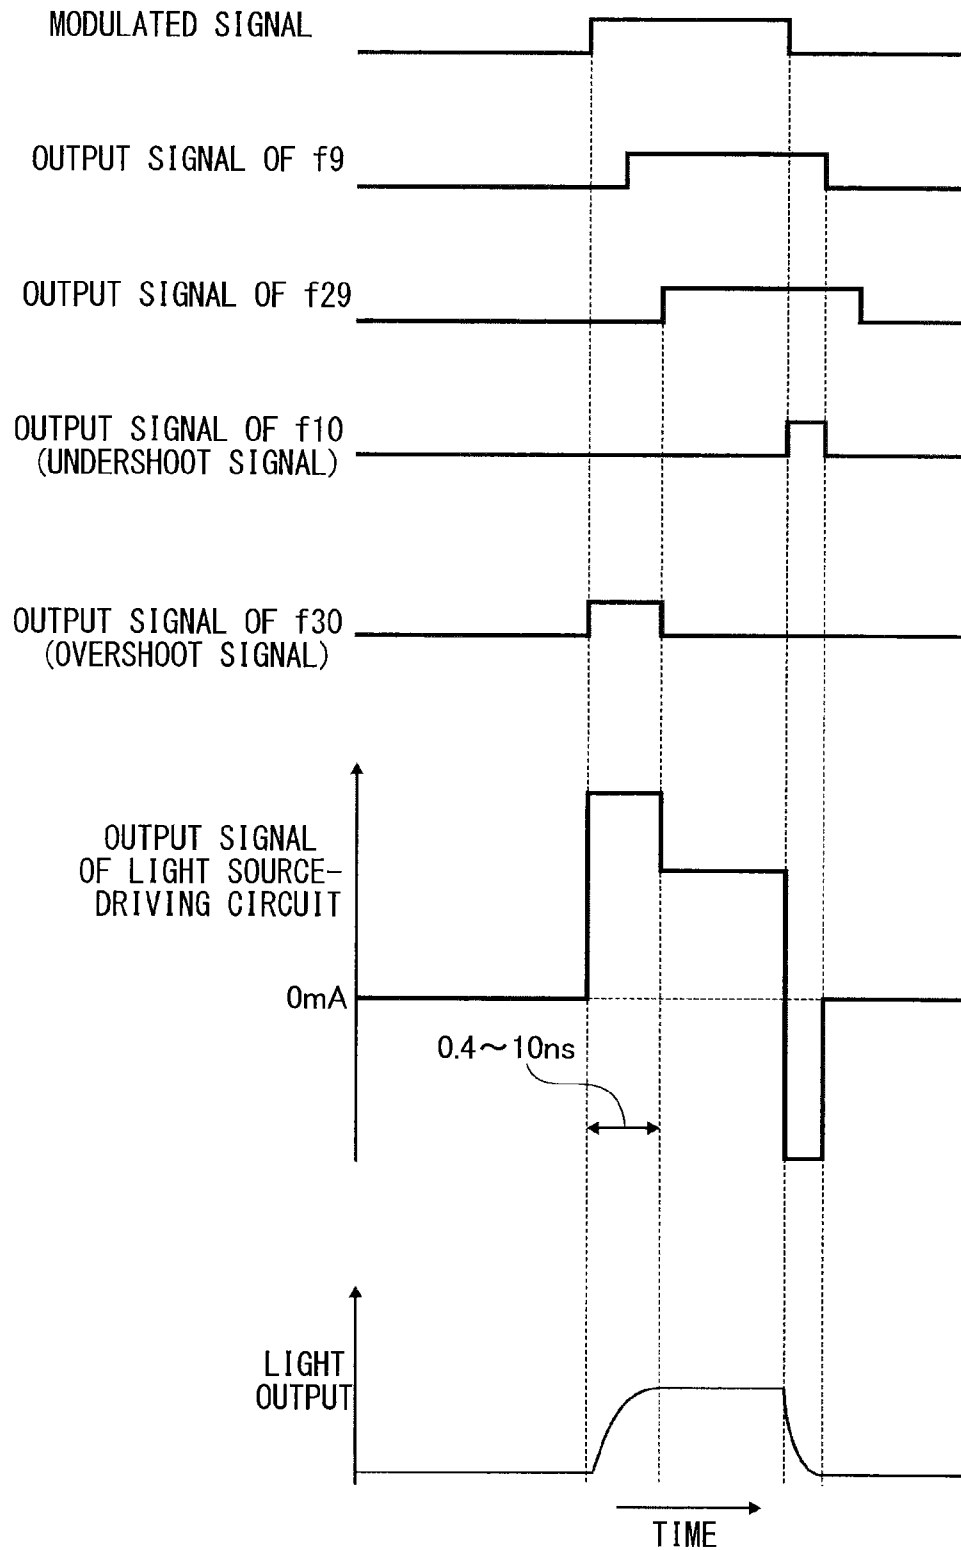 MODULATED SIGNAL
OUTPUT SIGNAL OF f9
OUTPUT SIGNAL OF f29
OUTPUT SIGNAL OF f10
(UNDERSHOOT SIGNAL)
OUTPUT SIGNAL OF f30
(OVERSHOOT SIGNAL)
OUTPUT SIGNAL
OF LIGHT SOURCE-
DRIVING CIRCUIT
0mA
0.4～10ns
LIGHT
OUTPUT
TIME